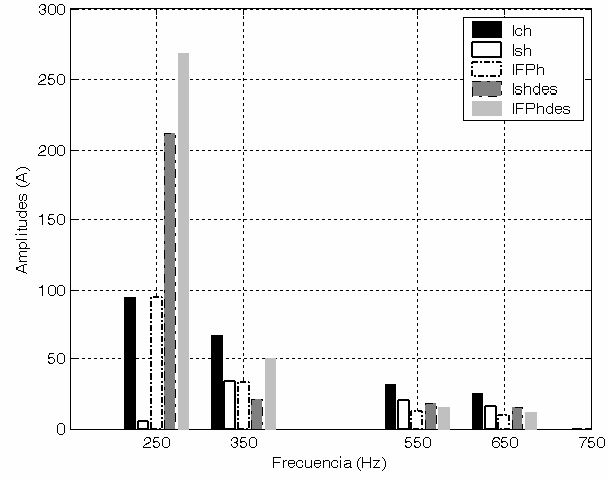 300
250
200
150
100
50
0
Amplitudes (A)
Ich
Ish
IFPh
Ishdes
IFPhdes
250 350 550 650 750
Frecuencia (Hz)